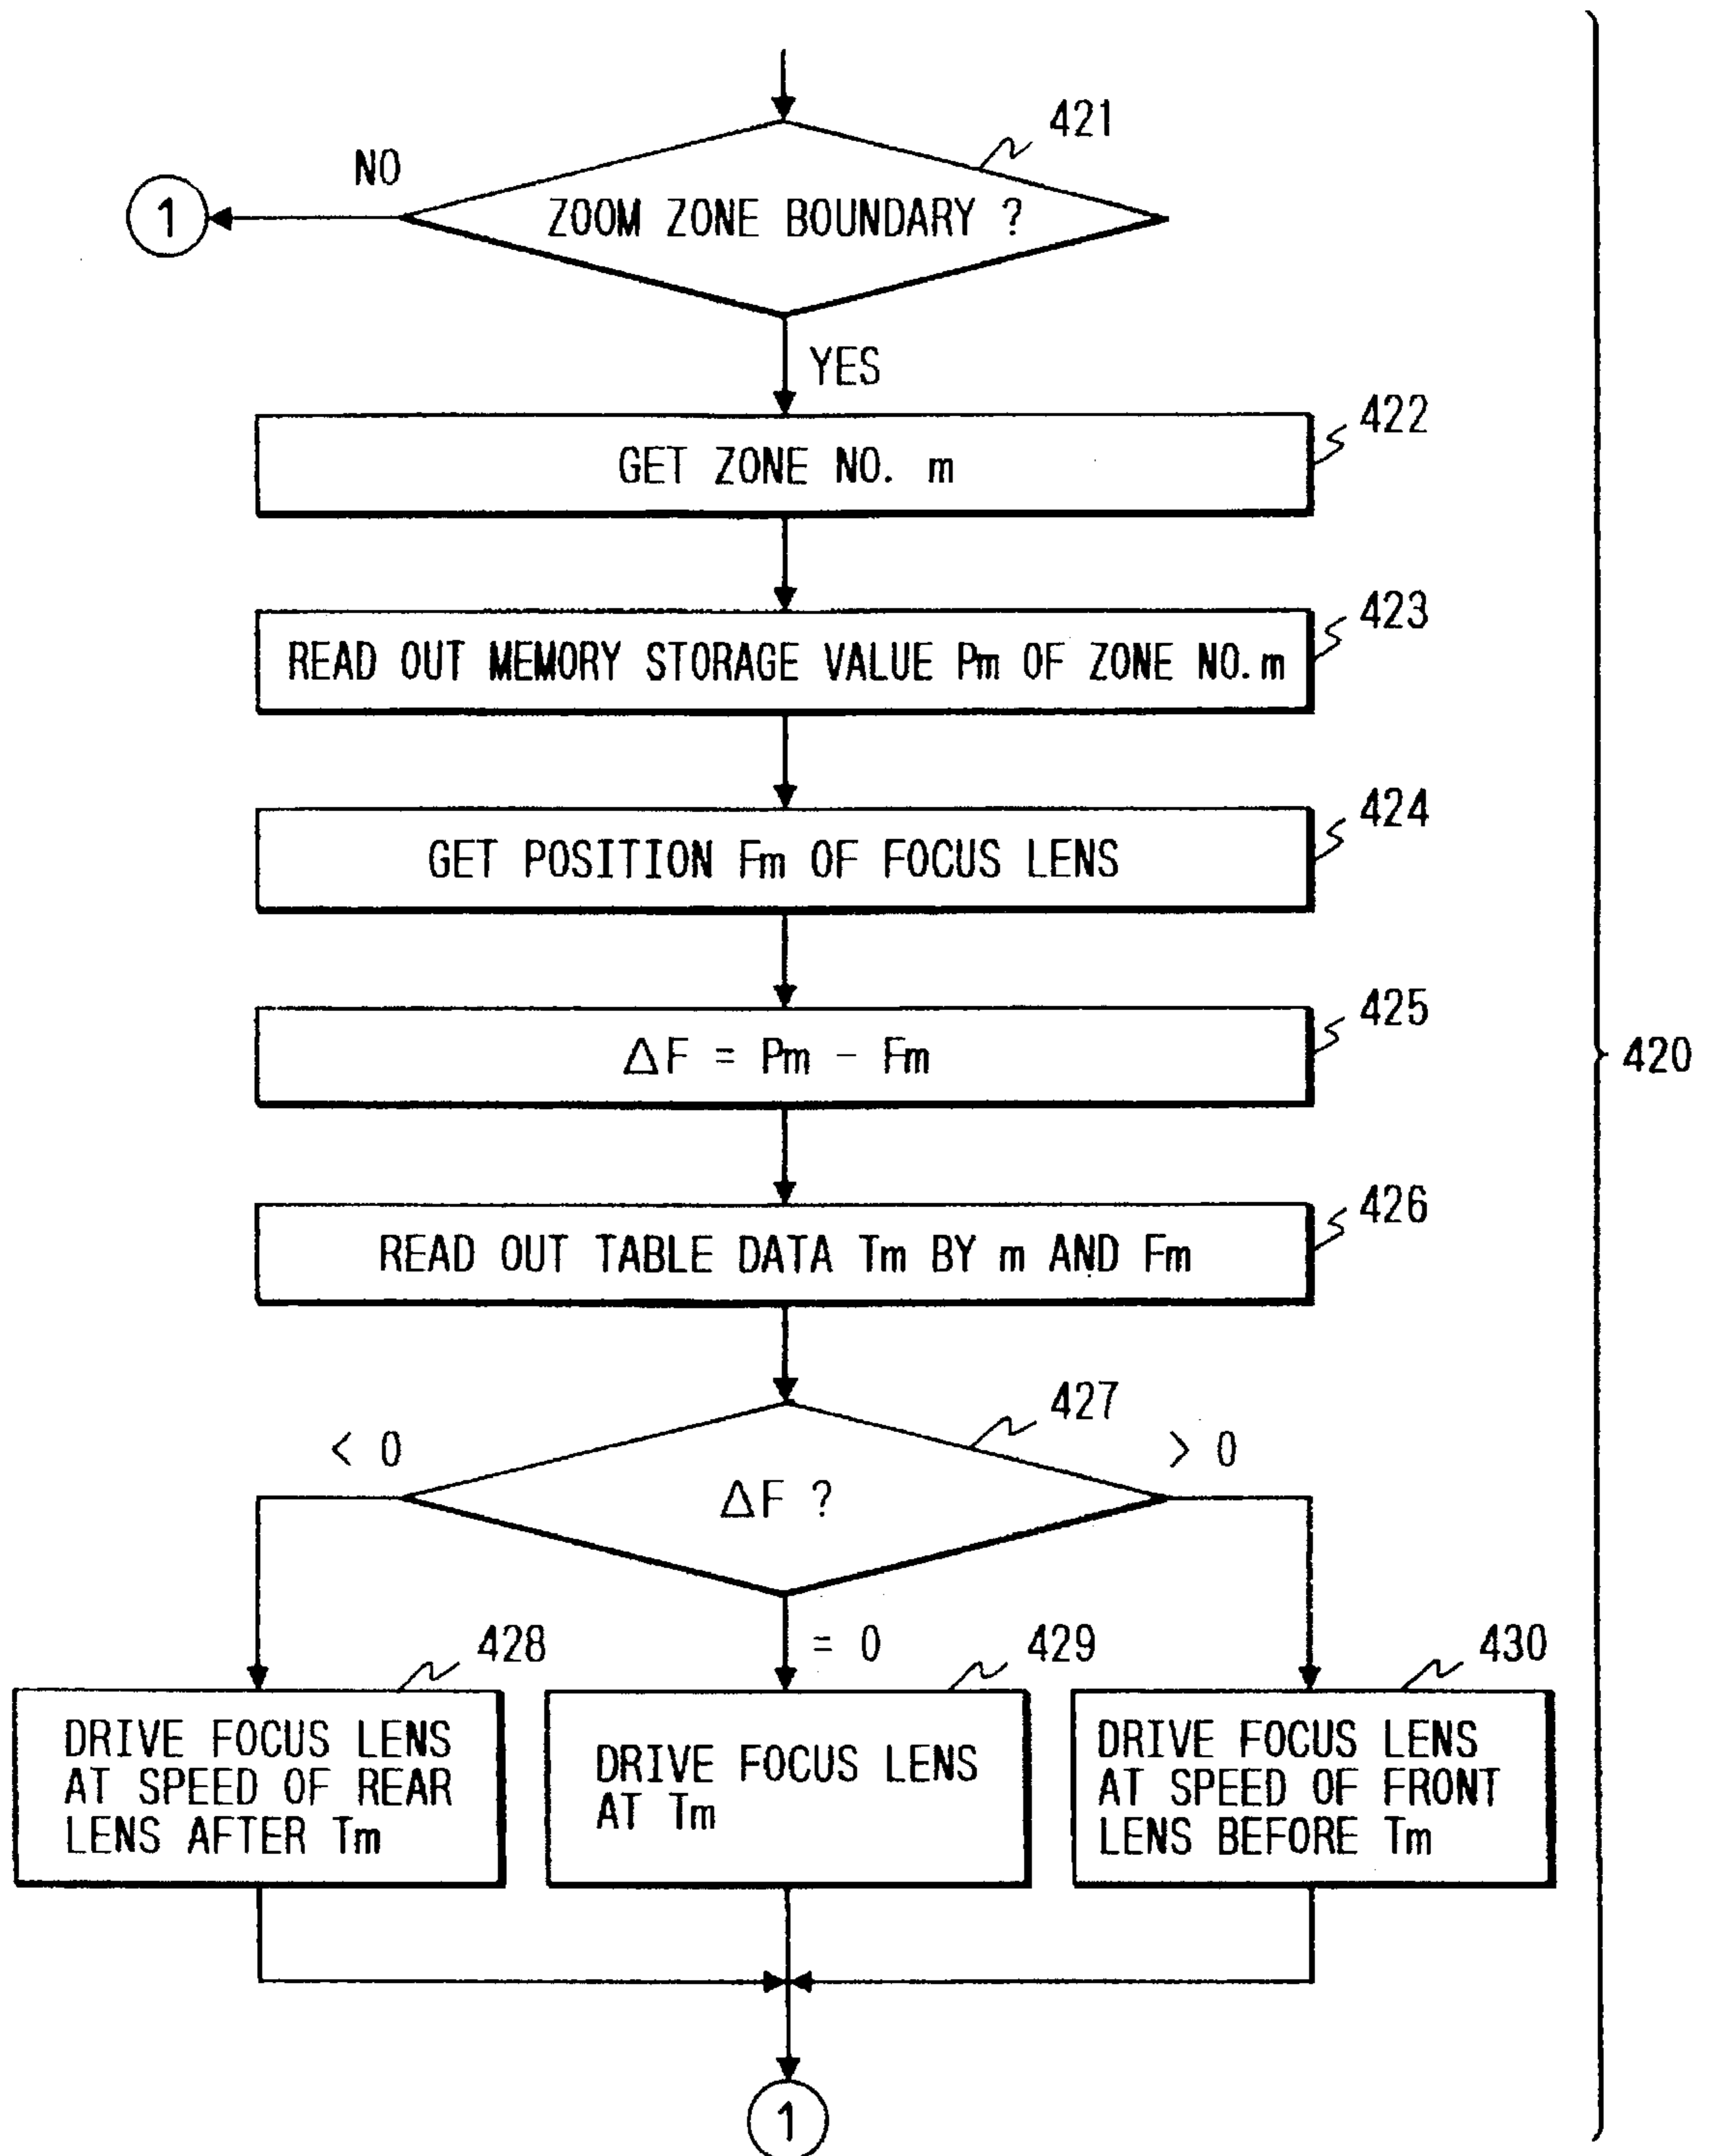 421
NO
1
ZOOM ZONE BOUNDARY ?
YES
422
GET ZONE NO. m
423
READ OUT MEMORY STORAGE VALUE Pm OF ZONE NO.m
424
GET POSITION Fm OF FOCUS LENS
425
ΔF = Pm - Fm
420
426
READ OUT TABLE DATA Tm BY m AND Fm
427
< 0
> 0
ΔF ?
428
= 0
429
430
DRIVE FOCUS LENS
AT SPEED OF REAR
LENS AFTER Tm
DRIVE FOCUS LENS
AT Tm
DRIVE FOCUS LENS
AT SPEED OF FRONT
LENS BEFORE Tm
1